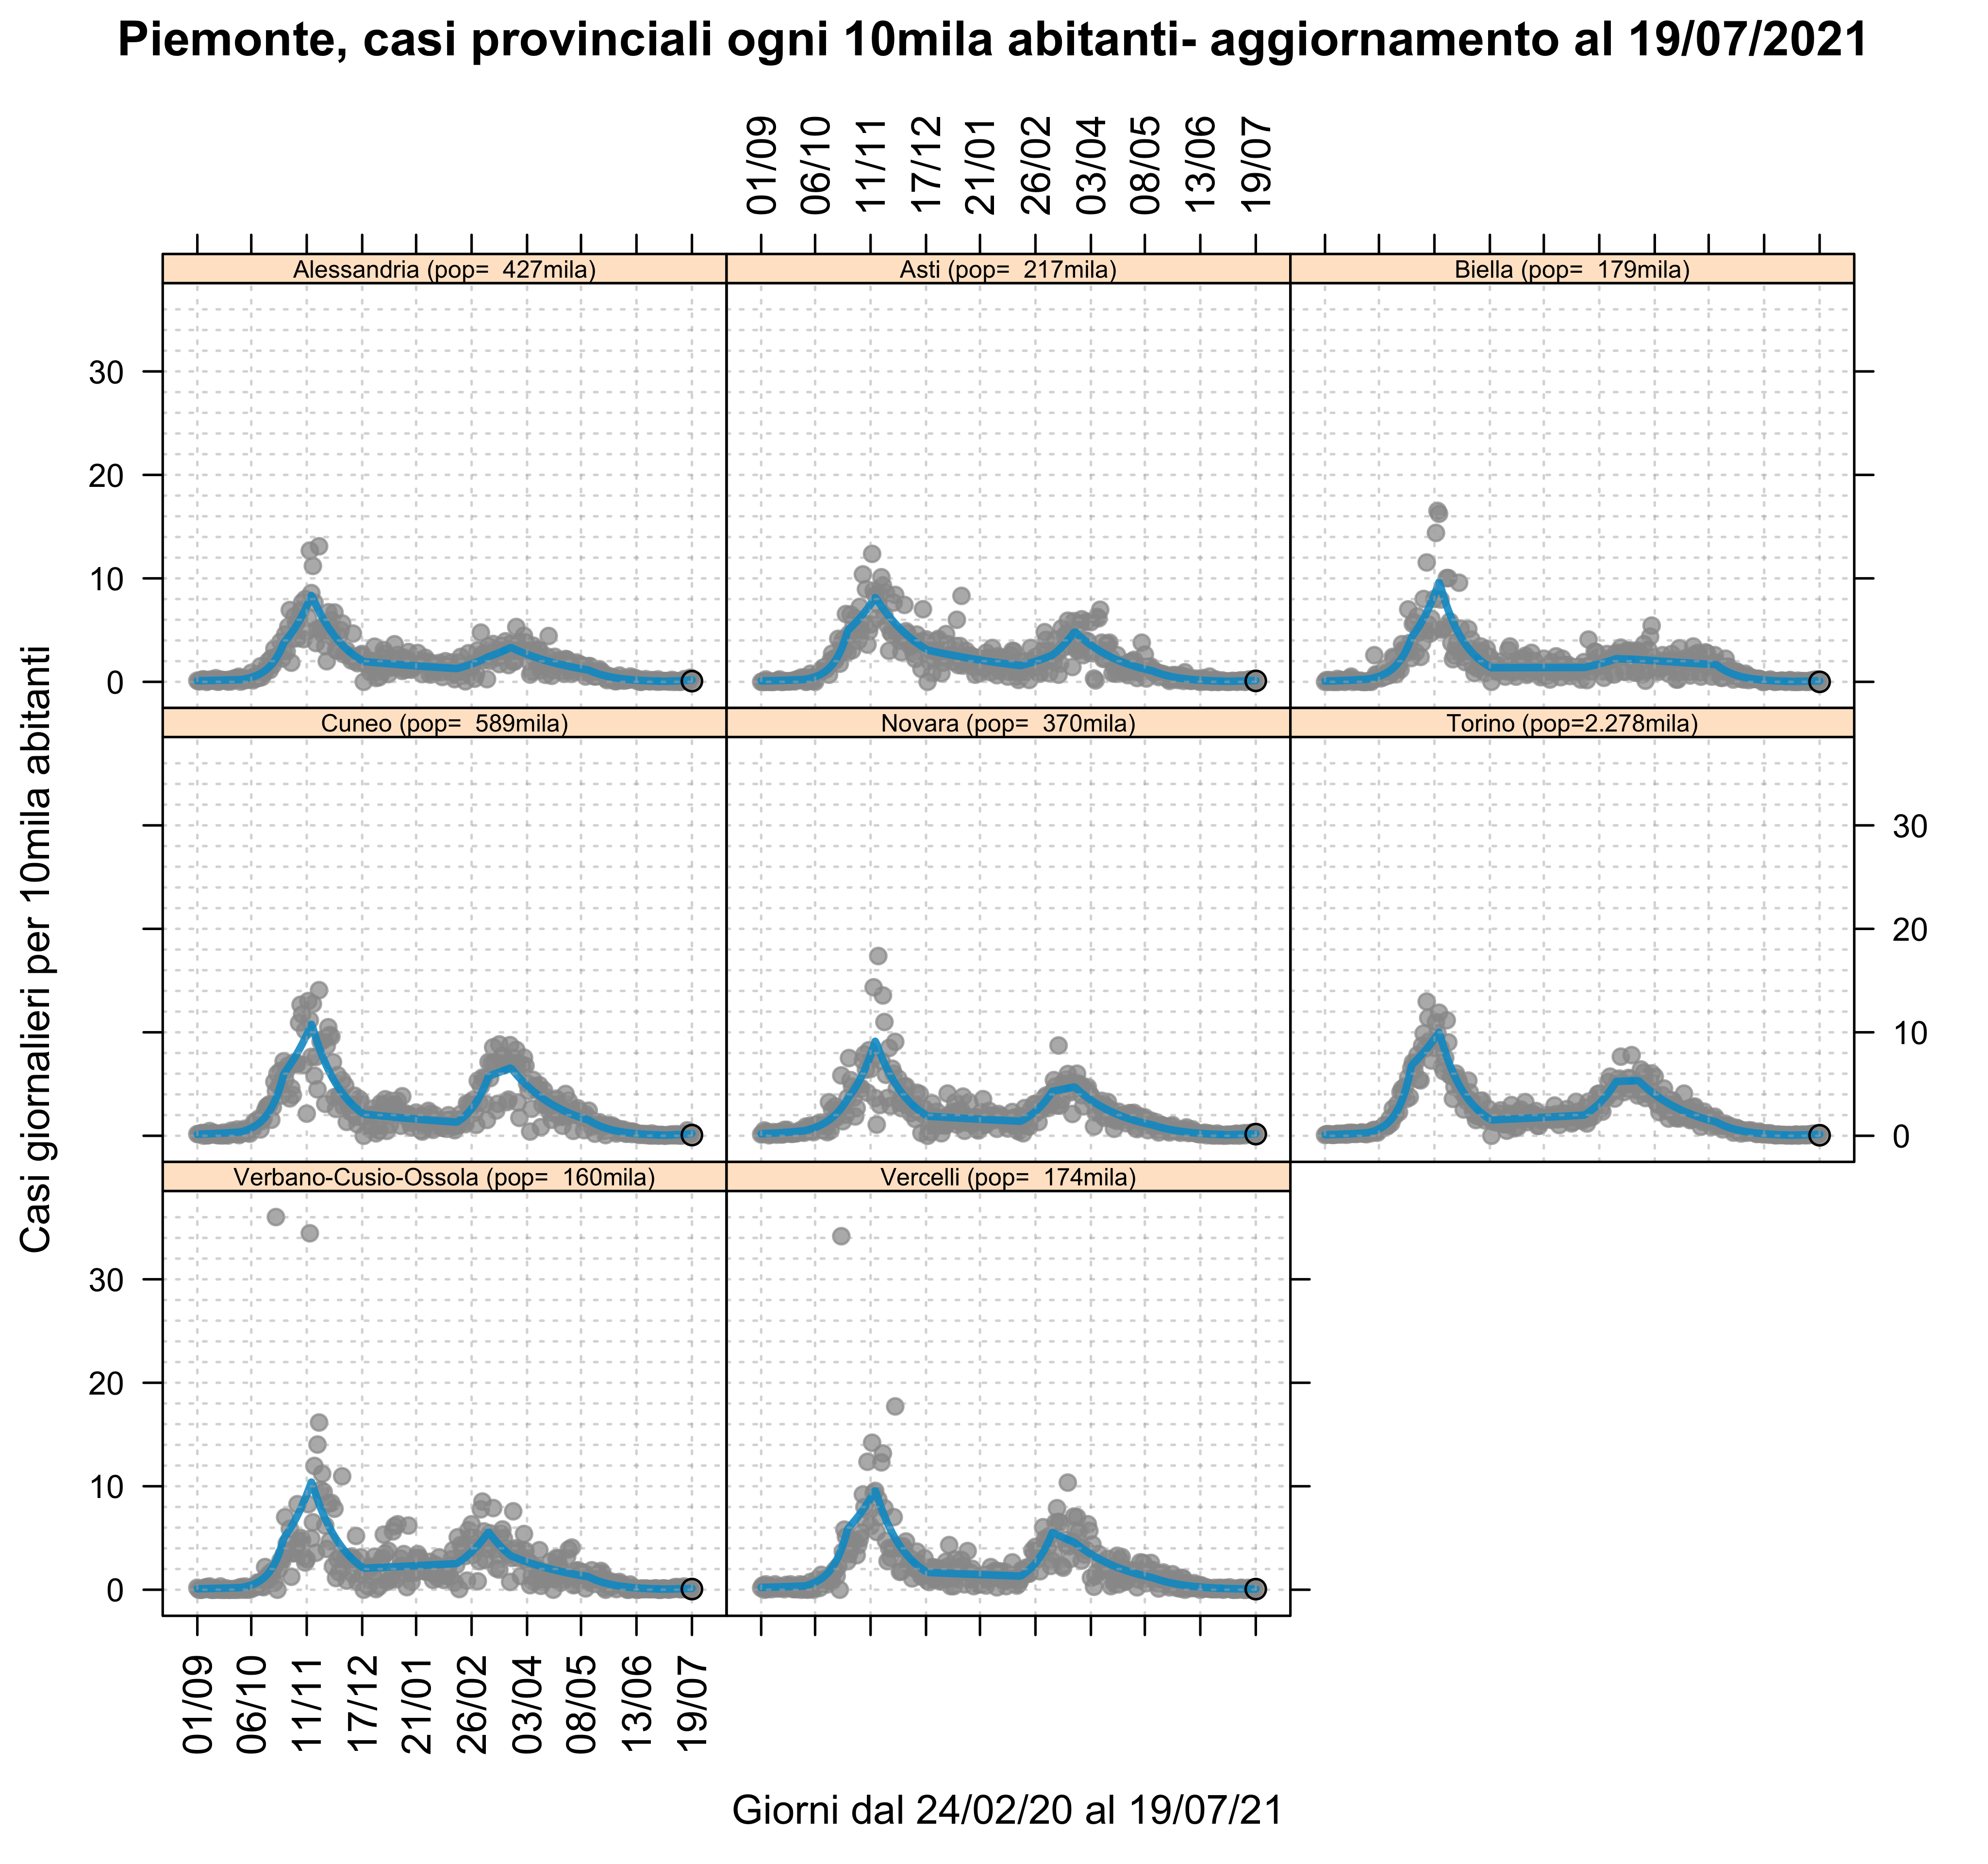 Piemonte, casi provinciali ogni 10mila abitanti- aggiornamento al 19/07/2021
01/09
06/10
11/11
17/12
21/01
26/02
03/04
08/05
13/06
19/07
Alessandria (pop=  427mila)
Asti (pop=  217mila)
Biella (pop=  179mila)
30
20
10
0
Cuneo (pop=  589mila)
Novara (pop=  370mila)
Torino (pop=2.278mila)
30
20
10
0
Casi giornalieri per 10mila abitanti
Verbano-Cusio-Ossola (pop=  160mila)
Vercelli (pop=  174mila)
30
20
10
0
01/09
06/10
11/11
17/12
21/01
26/02
03/04
08/05
13/06
19/07
Giorni dal 24/02/20 al 19/07/21